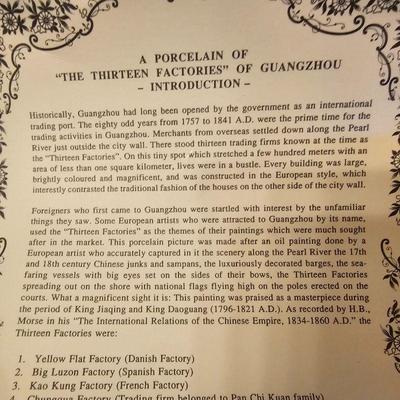 A PORCELAIN OF
"THE THIRTEEN FACTORIES" OF GUANGZHOU
– INTRODUCTION –
Historically, Guangzhou had long been opened by the government as an international
trading port. The eighty odd years from 1757 to 1841 A.D. were the prime time for the
trading activities in Guangzhou. Merchants from overseas settled down along the Pearl
River just outside the city wall. There stood thirteen trading firms known at the time as
the "Thirteen Factories". On this tiny spot which stretched a few hundred meters with an
area of less than one square kilometer, lives were in a bustle. Every building was large,
brighly coloured and magnificent, and was constructed in the European style, which
interestly contrasted the traditional fashion of the houses on the other side of the city wall.
Foreigners who first came to Guangzhou were startled with interest by the unfamiliar
things they saw. Some European artists who were attracted to Guangzhou by its name,
used the "Thirteen Factories" as the themes of their paintings which were much sought
after in the market. This porcelain picture was made after an oil painting done by a
European artist who accurately captured in it the scenery along the Pearl River the 17th
and 18th century Chinese junks and sampans, the luxuriously decorated barges, the sea-
faring vessels with big eyes set on the sides of their bows, the Thirteen Factories
spreading out on the shore with national flags flying high on the poles erected on the
courts. What a magnificent sight it is: This painting was praised as a masterpiece during
the period of King Jiaqing and King Daoguang (1796-1821 A.D.). As recorded by H.B.,
Morse in his "The International Relations of the Chinese Empire, 1834-1860 A.D." the
Thirteen Factories were:
1. Yellow Flat Factory (Danish Factory)
2. Big Luzon Factory (Spanish Factory)
3. Kao Kung Factory (French Factory)
4. Chungqua Factory (Trading firm belonged to Pan Chi Kuan family)